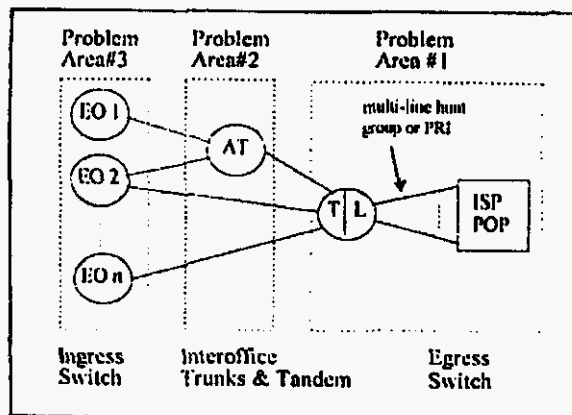 Problem
Area#3
Problem
Area#2
Problem
Area #1
EO 1
EO 2
EO n
AT
multi-line hunt
group or PRI
T L
ISP
POP
Ingress
Switch
Interoffice
Trunks & Tandem
Egress
Switch